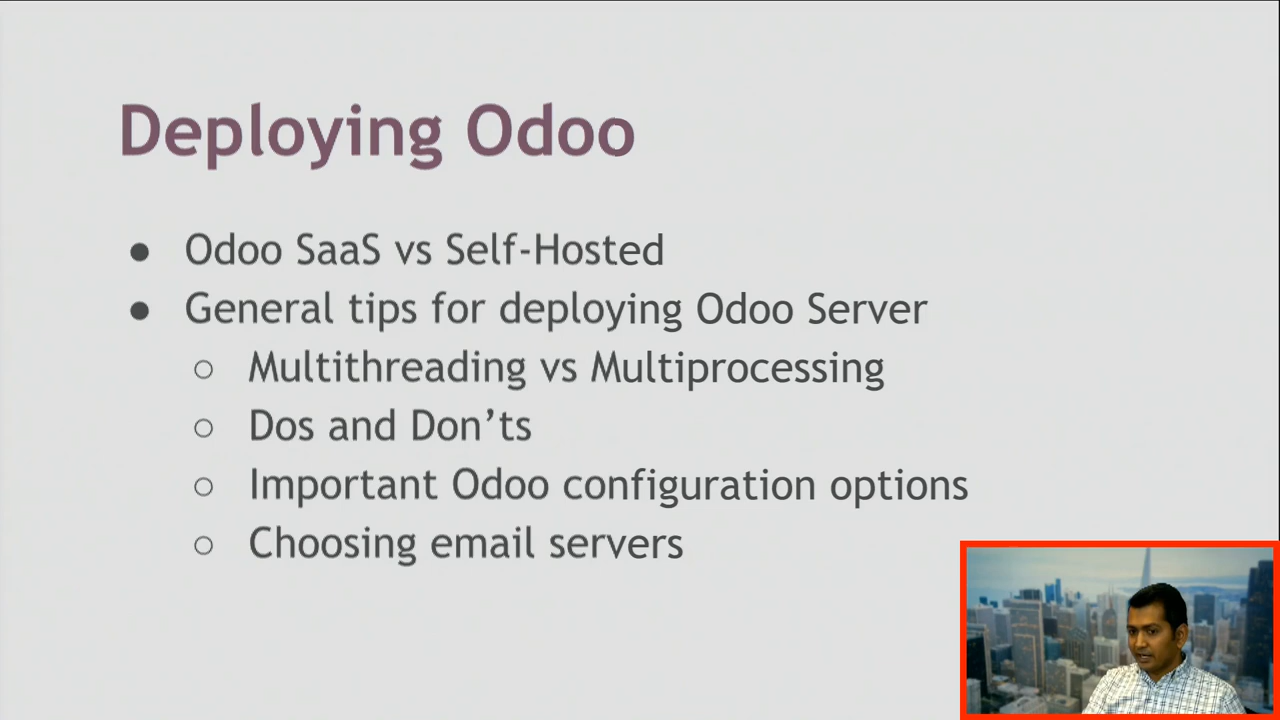 Deploying Odoo
● Odoo SaaS vs Self-Hosted
● General tips for deploying Odoo Server
○ Multithreading vs Multiprocessing
○ Dos and Don’ts
○ Important Odoo configuration options
○ Choosing email servers